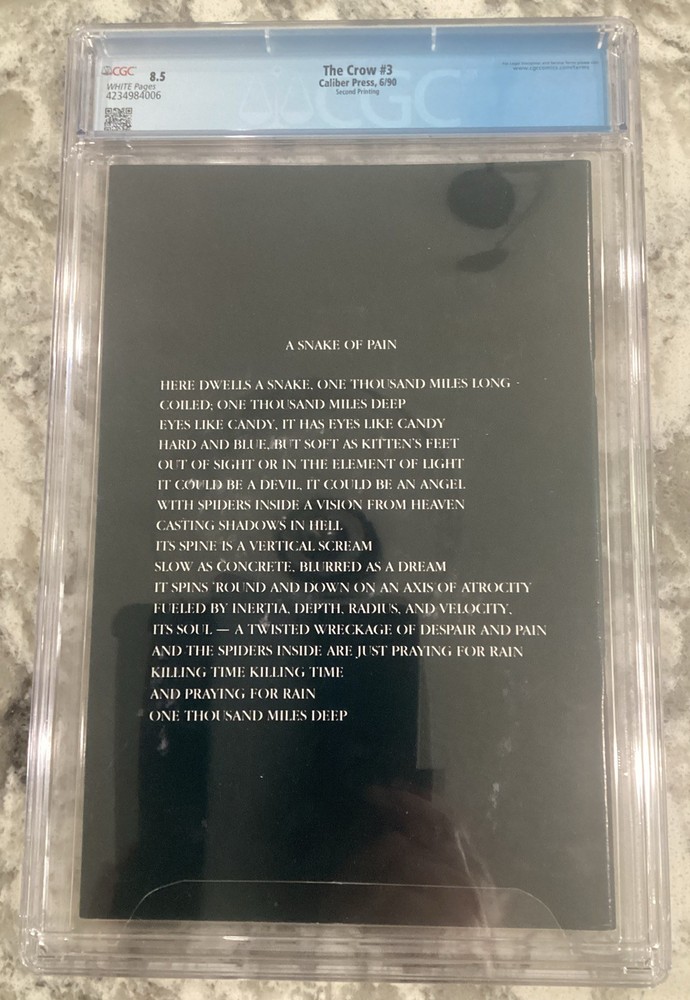 CGC 8.5
WHITE Pages
4234984006
The Crow #3
Caliber Press, 6/90
Second Printing
www.cgccomics.com/terms
CGC
A SNAKE OF PAIN
HERE DWELLS A SNAKE, ONE THOUSAND MILES LONG -
COILED; ONE THOUSAND MILES DEEP
EYES LIKE CANDY, IT HAS EYES LIKE CANDY
HARD AND BLUE, BUT SOFT AS KITTEN'S FEET
OUT OF SIGHT OR IN THE ELEMENT OF LIGHT
IT COULD BE A DEVIL, IT COULD BE AN ANGEL
WITH SPIDERS INSIDE A VISION FROM HEAVEN
CASTING SHADOWS IN HELL
ITS SPINE IS A VERTICAL SCREAM
SLOW AS CONCRETE, BLURRED AS A DREAM
IT SPINS 'ROUND AND DOWN ON AN AXIS OF ATROCITY
FUELED BY INERTIA, DEPTH, RADIUS, AND VELOCITY,
ITS SOUL — A TWISTED WRECKAGE OF DESPAIR AND PAIN
AND THE SPIDERS INSIDE ARE JUST PRAYING FOR RAIN
KILLING TIME KILLING TIME
AND PRAYING FOR RAIN
ONE THOUSAND MILES DEEP